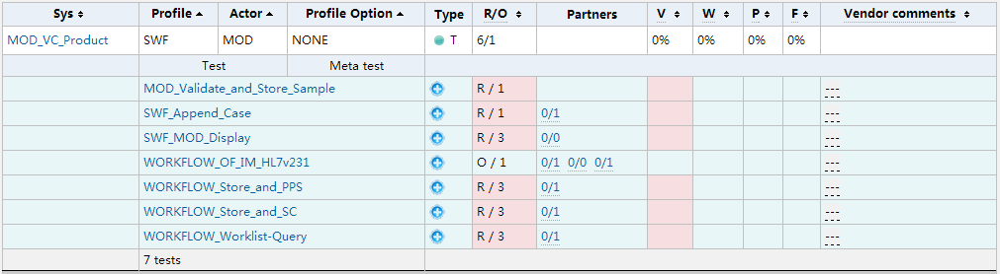 Sys Profile Actor Profile Option Type R/O Partners V W P F Vendor comments
MOD_VC_Product SWF MOD NONE T 6/1 0% 0% 0% 0%
Test Meta test
MOD_Validate_and_Store_Sample R / 1 ---
SWF_Append_Case R / 1 0/1 ---
SWF_MOD_Display R / 3 0/0 ---
WORKFLOW_OF_IM_HL7v231 O / 1 0/1 0/0 0/1 ---
WORKFLOW_Store_and_PPS R / 3 0/1 ---
WORKFLOW_Store_and_SC R / 3 0/1 ---
WORKFLOW_Worklist-Query R / 3 0/1 ---
7 tests